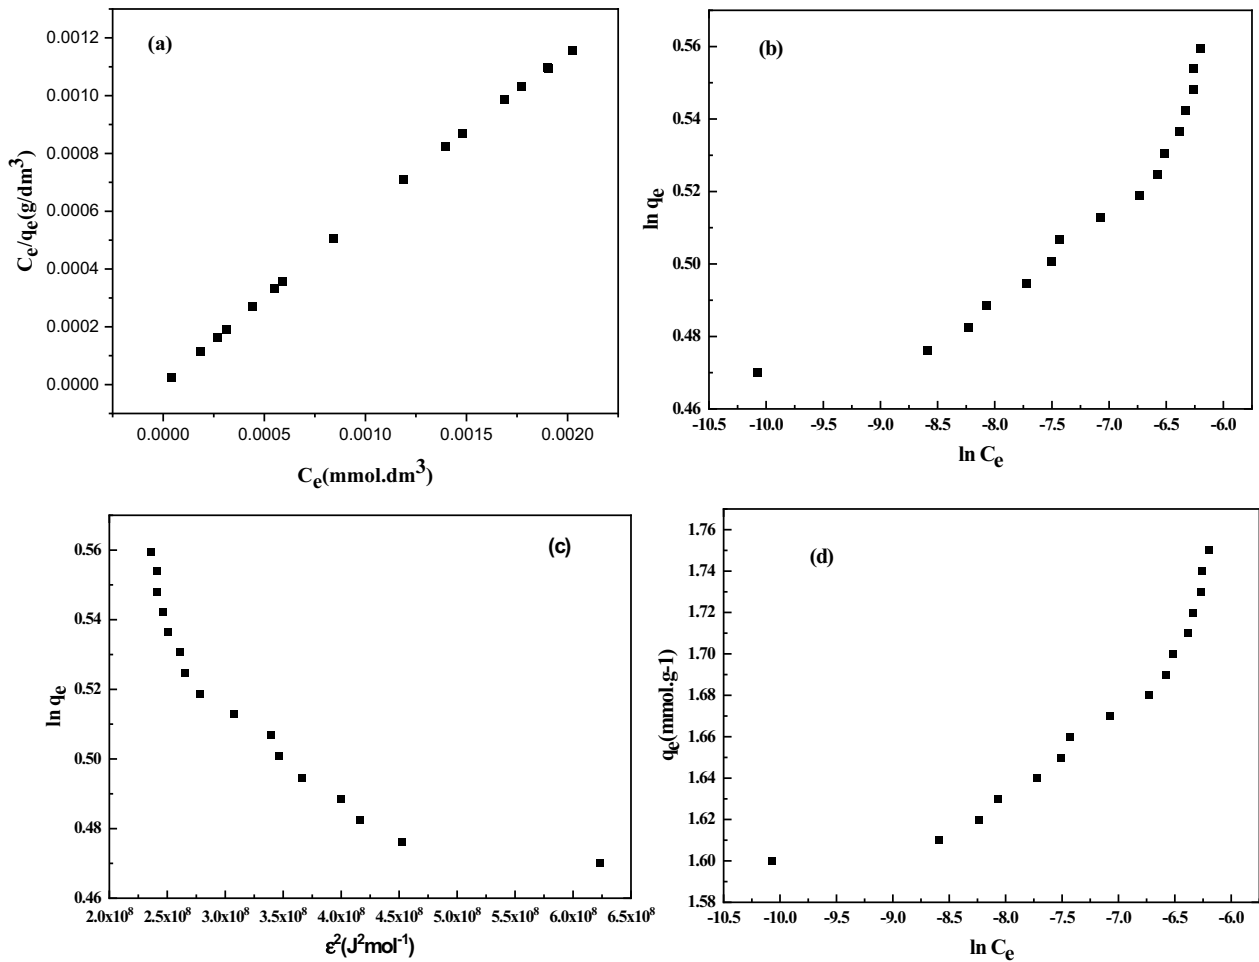 (a)
0.0012
0.0010
0.0008
0.0006
0.0004
0.0002
0.0000
Ce/qe(g/dm3)
0.0000 0.0005 0.0010 0.0015 0.0020
Ce(mmol.dm3)
(b)
0.56
0.54
0.52
0.50
0.48
0.46
ln qe
-10.5 -10.0 -9.5 -9.0 -8.5 -8.0 -7.5 -7.0 -6.5 -6.0
ln Ce
(c)
0.56
0.54
0.52
0.50
0.48
0.46
ln qe
2.0x108 2.5x108 3.0x108 3.5x108 4.0x108 4.5x108 5.0x108 5.5x108 6.0x108 6.5x108
ε2(J2mol-1)
(d)
1.76
1.74
1.72
1.70
1.68
1.66
1.64
1.62
1.60
1.58
qe(mmol.g-1)
-10.0 -9.5 -9.0 -8.5 -8.0 -7.5 -7.0 -6.5 -6.0
ln Ce